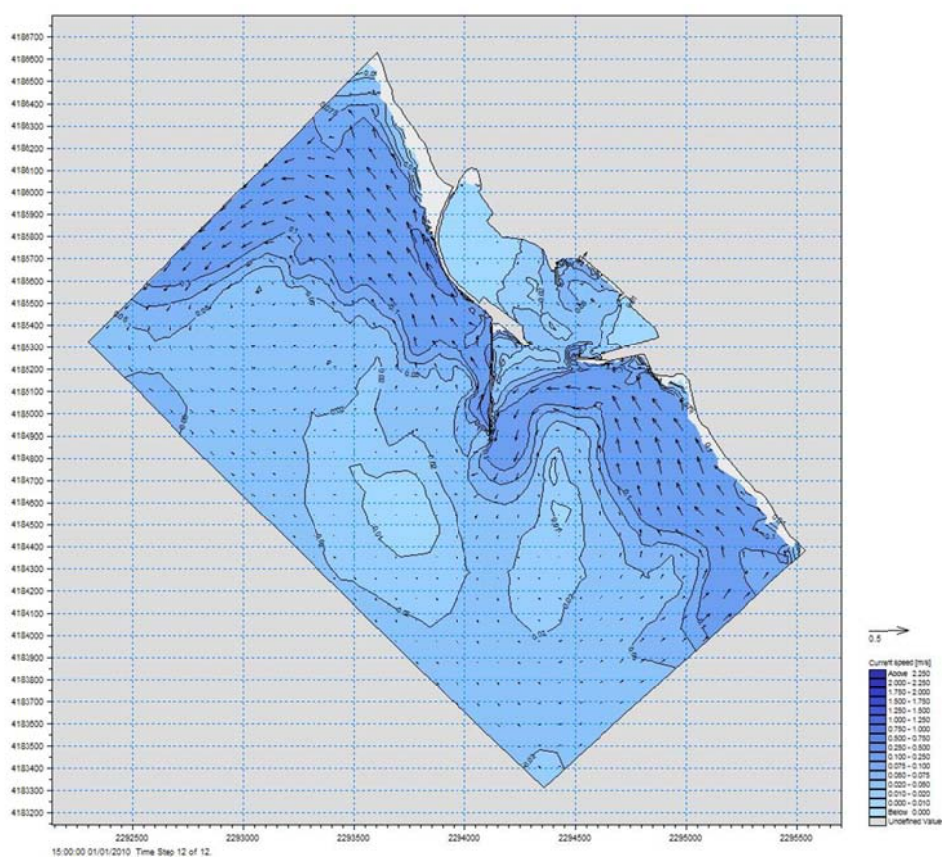 4186700
4186600
4186500
4186400
4186300
4186200
4186100
4186000
4185900
4185800
4185700
4185600
4185500
4185400
4185300
4185200
4185100
4185000
4184900
4184800
4184700
4184600
4184500
4184400
4184300
4184200
4184100
4184000
4183900
4183800
4183700
4183600
4183500
4183400
4183300
4183200
2292500 2293000 2293500 2294000 2294500 2295000 2295500
15:00:00 01/01/2010 Time Step 12 of 12.
0.5
Current speed [m/s]
Above 2.250
2.000 - 2.250
1.750 - 2.000
1.500 - 1.750
1.250 - 1.500
1.000 - 1.250
0.750 - 1.000
0.500 - 0.750
0.250 - 0.500
0.100 - 0.250
0.075 - 0.100
0.050 - 0.075
0.020 - 0.050
0.010 - 0.020
0.000 - 0.010
Below 0.000
Undefined Value